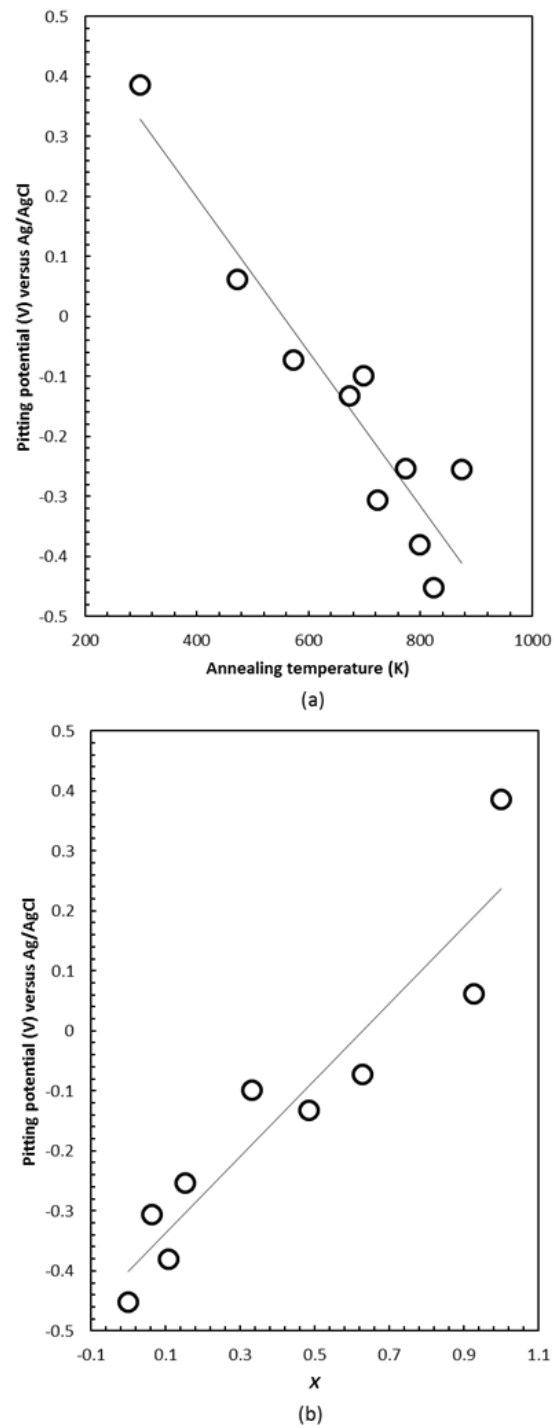 0.5
0.4
0.3
0.2
0.1
0
-0.1
-0.2
-0.3
-0.4
-0.5
Pitting potential (V) versus Ag/AgCl
200 400 600 800 1000
Annealing temperature (K)
(a)
0.5
0.4
0.3
0.2
0.1
0
-0.1
-0.2
-0.3
-0.4
-0.5
Pitting potential (V) versus Ag/AgCl
-0.1 0.1 0.3 0.5 0.7 0.9 1.1
X
(b)